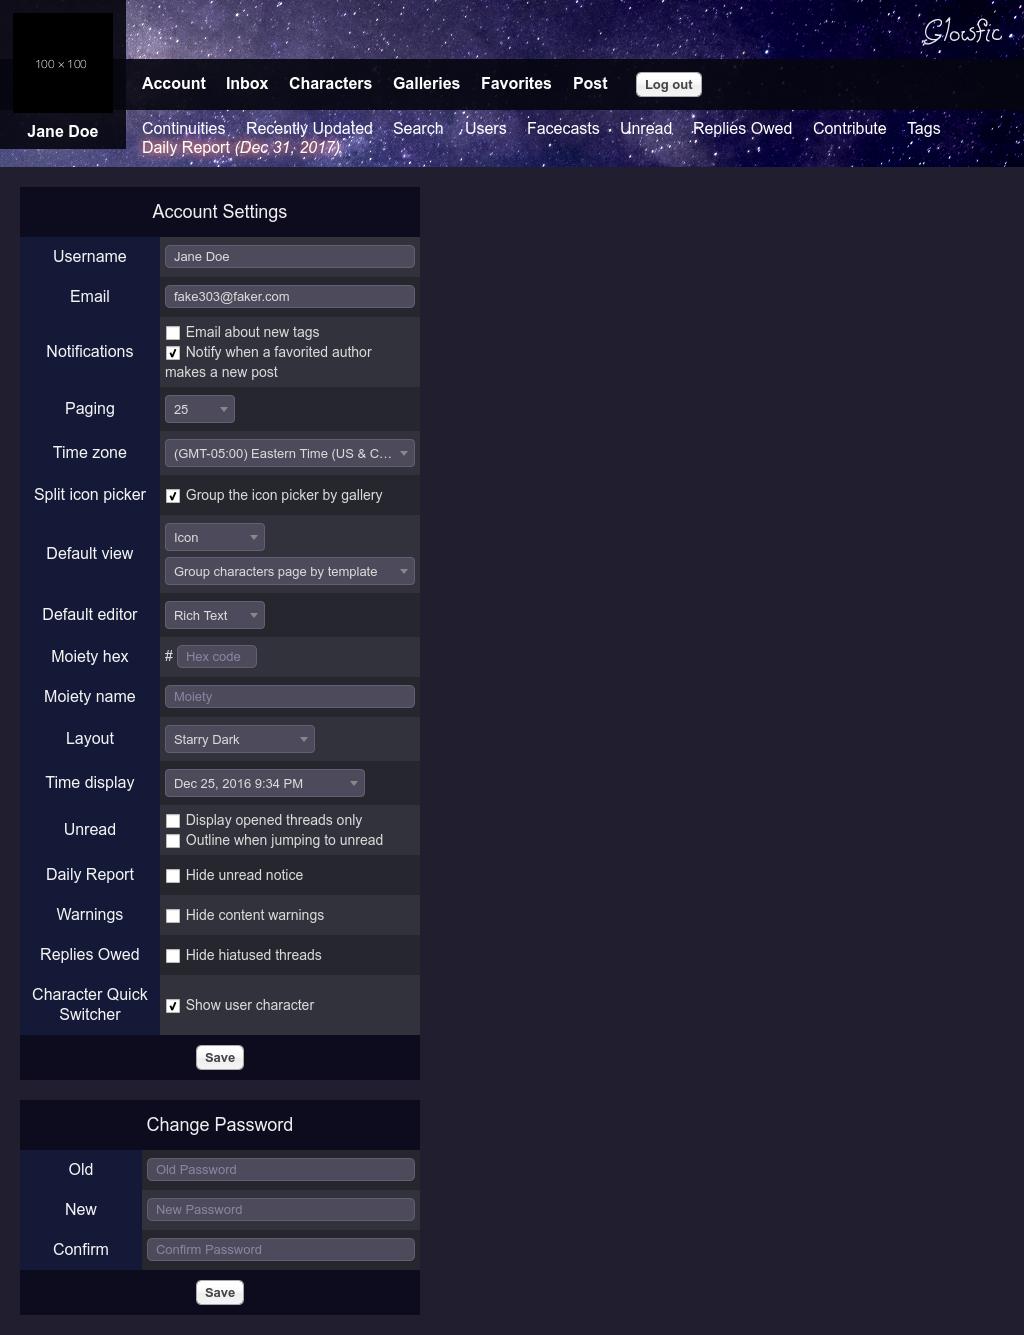 100 × 100
Glowfic
Account Inbox Characters Galleries Favorites Post Log out
Jane Doe
Continuities Recently Updated Search Users Facecasts Unread Replies Owed Contribute Tags
Daily Report (Dec 31, 2017)
Account Settings
Username Jane Doe
Email fake303@faker.com
Notifications
Email about new tags
Notify when a favorited author
makes a new post
Paging 25
Time zone (GMT-05:00) Eastern Time (US & C…
Split icon picker Group the icon picker by gallery
Default view
Icon
Group characters page by template
Default editor Rich Text
Moiety hex # Hex code
Moiety name Moiety
Layout Starry Dark
Time display Dec 25, 2016 9:34 PM
Unread
Display opened threads only
Outline when jumping to unread
Daily Report Hide unread notice
Warnings Hide content warnings
Replies Owed Hide hiatused threads
Character Quick
Switcher
Show user character
Save
Change Password
Old Old Password
New New Password
Confirm Confirm Password
Save